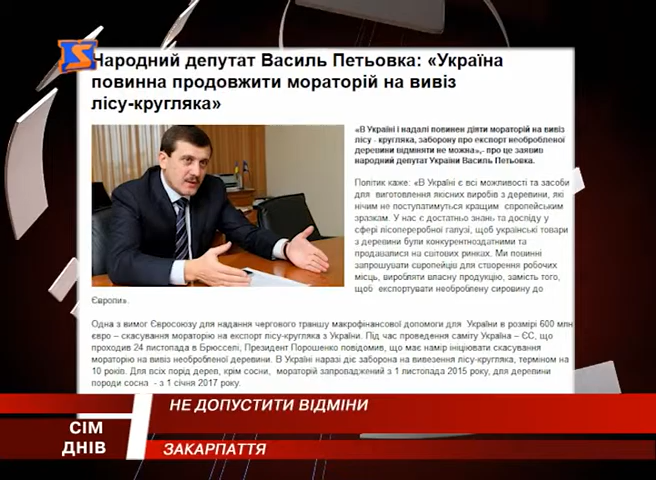 Народний депутат Василь Петьовка: «Україна
повинна продовжити мораторій на вивіз
лісу-кругляка»
«В Україні і надалі повинен діяти мораторій на вивіз
лісу - кругляка, заборону про експорт необробленої
деревини відміняти не можна»,- про це заявив
народний депутат України Василь Петьовка.
Політик каже: «В Україні є всі можливості та засоби
для виготовлення якісних виробів з деревини, які
нічим не поступатимуться кращим європейським
зразкам. У нас є достатньо знань та досвіду у
сфері лісопереробної галузі, щоб українські товари
з деревини були конкурентноздатними та
продавалися на світових ринках. Ми повинні
запрошувати європейців для створення робочих
місць, виробляти власну продукцію, замість того,
щоб експортувати необроблену сировину до
Європи».
Одна з вимог Євросоюзу для надання чергового траншу макрофінансової допомоги для України в розмірі 600 млн
євро – скасування мораторію на експорт лісу-кругляка з України. Під час проведення саміту Україна – ЄС, що
проходив 24 листопада в Брюсселі, Президент Порошенко повідомив, що має намір ініціювати скасування
мораторію на вивіз необробленої деревини. В Україні наразі діє заборона на вивезення лісу-кругляка, терміном на
10 років. Для всіх порід дерев, крім сосни, мораторій запроваджений з 1 листопада 2015 року, для деревини
породи сосна - з 1 січня 2017 року.
НЕ ДОПУСТИТИ ВІДМІНИ
СІМ
ДНІВ
ЗАКАРПАТТЯ